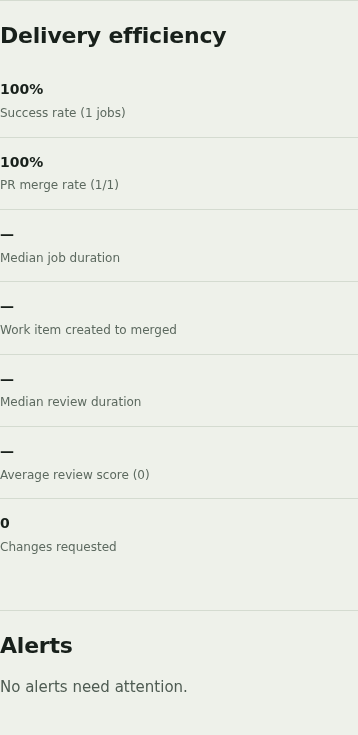 Delivery efficiency
100%
Success rate (1 jobs)
100%
PR merge rate (1/1)
—
Median job duration
—
Work item created to merged
—
Median review duration
—
Average review score (0)
0
Changes requested
Alerts
No alerts need attention.